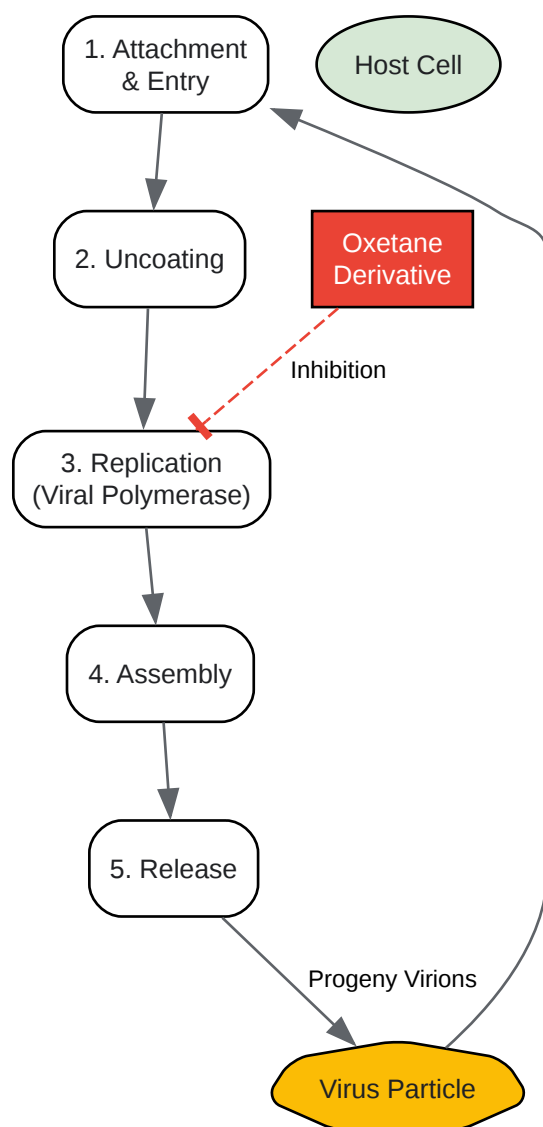 1. Attachment
& Entry
Host Cell
2. Uncoating
Oxetane
Derivative
Inhibition
3. Replication
(Viral Polymerase)
4. Assembly
5. Release
Progeny Virions
Virus Particle